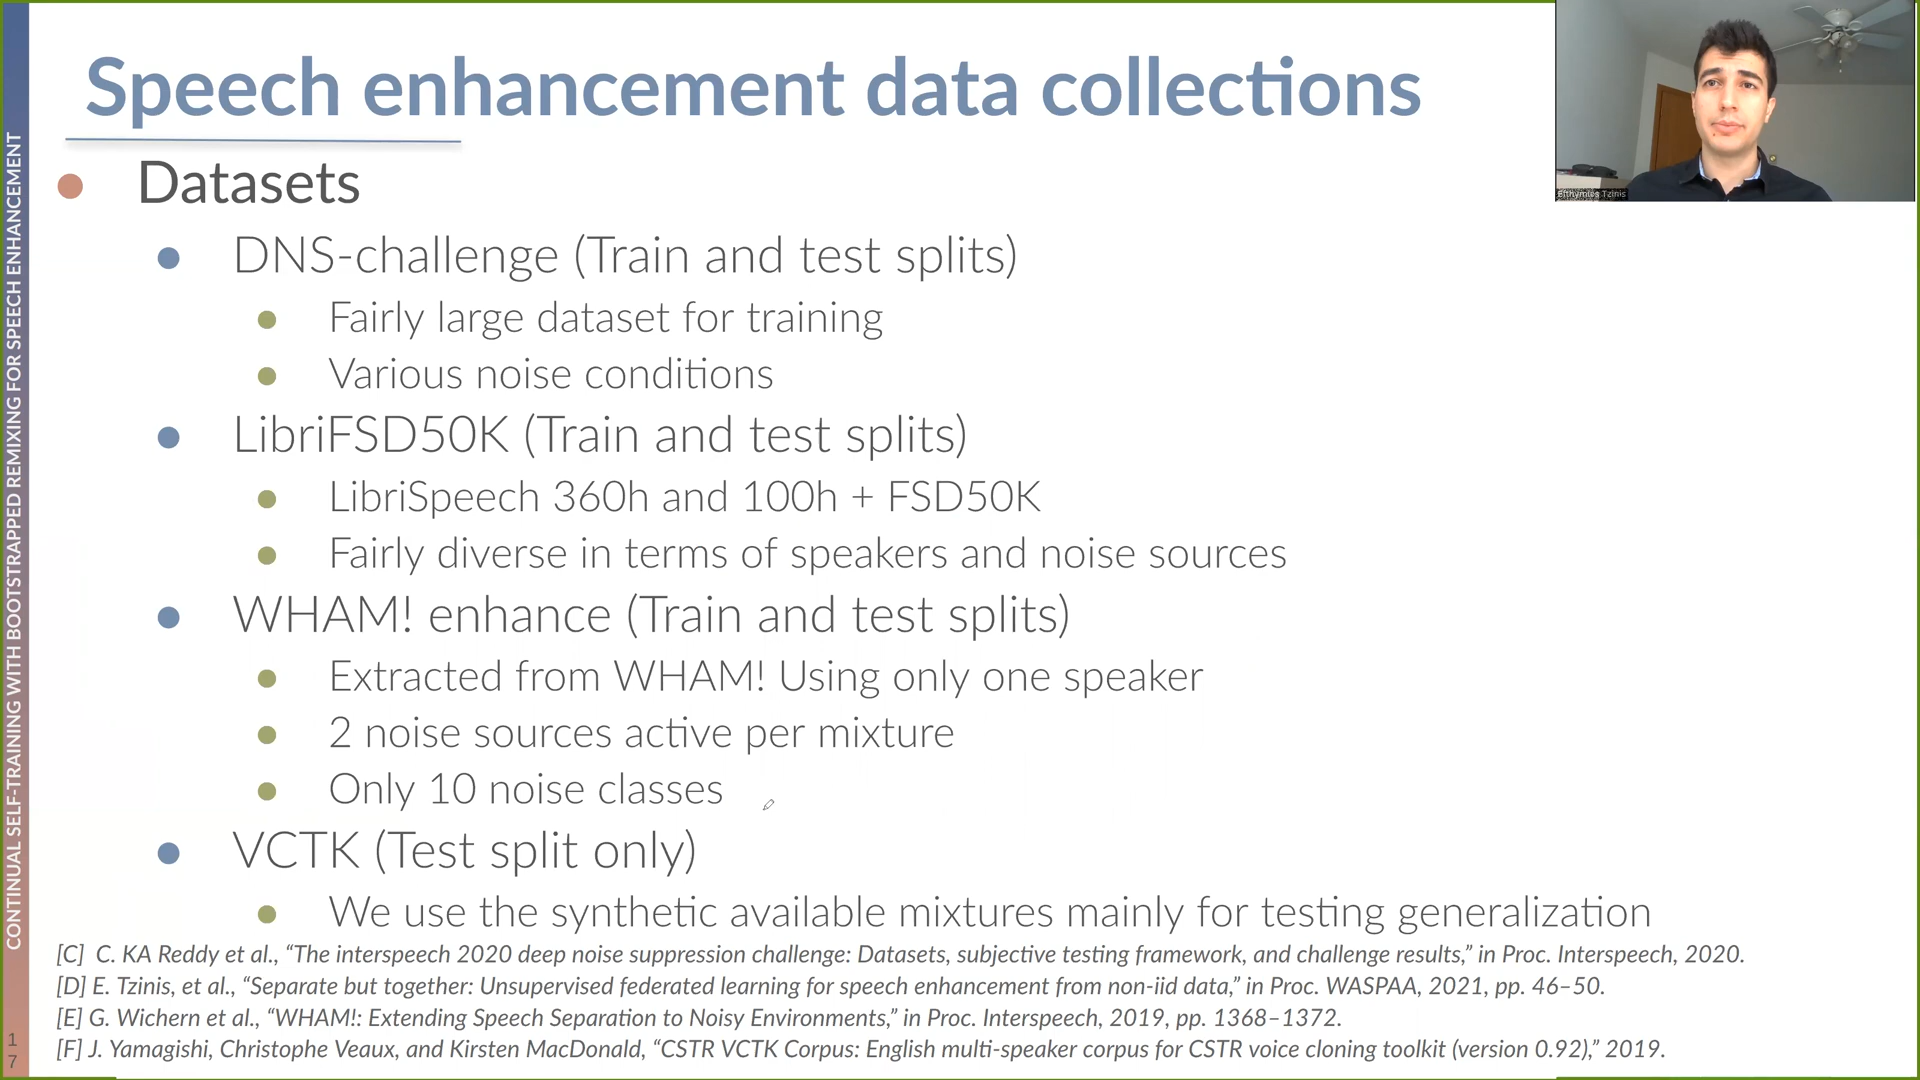 Speech enhancement data collections
Efthymios Tzinis
Datasets
DNS-challenge (Train and test splits)
Fairly large dataset for training
Various noise conditions
LibriFSD50K (Train and test splits)
LibriSpeech 360h and 100h + FSD50K
Fairly diverse in terms of speakers and noise sources
WHAM! enhance (Train and test splits)
Extracted from WHAM! Using only one speaker
2 noise sources active per mixture
Only 10 noise classes
VCTK (Test split only)
We use the synthetic available mixtures mainly for testing generalization
[C] C. KA Reddy et al., “The interspeech 2020 deep noise suppression challenge: Datasets, subjective testing framework, and challenge results,” in Proc. Interspeech, 2020.
[D] E. Tzinis, et al., “Separate but together: Unsupervised federated learning for speech enhancement from non-iid data,” in Proc. WASPAA, 2021, pp. 46–50.
[E] G. Wichern et al., “WHAM!: Extending Speech Separation to Noisy Environments,” in Proc. Interspeech, 2019, pp. 1368–1372.
[F] J. Yamagishi, Christophe Veaux, and Kirsten MacDonald, “CSTR VCTK Corpus: English multi-speaker corpus for CSTR voice cloning toolkit (version 0.92),” 2019.
CONTINUAL SELF-TRAINING WITH BOOTSTRAPPED REMIXING FOR SPEECH ENHANCEMENT
1
7